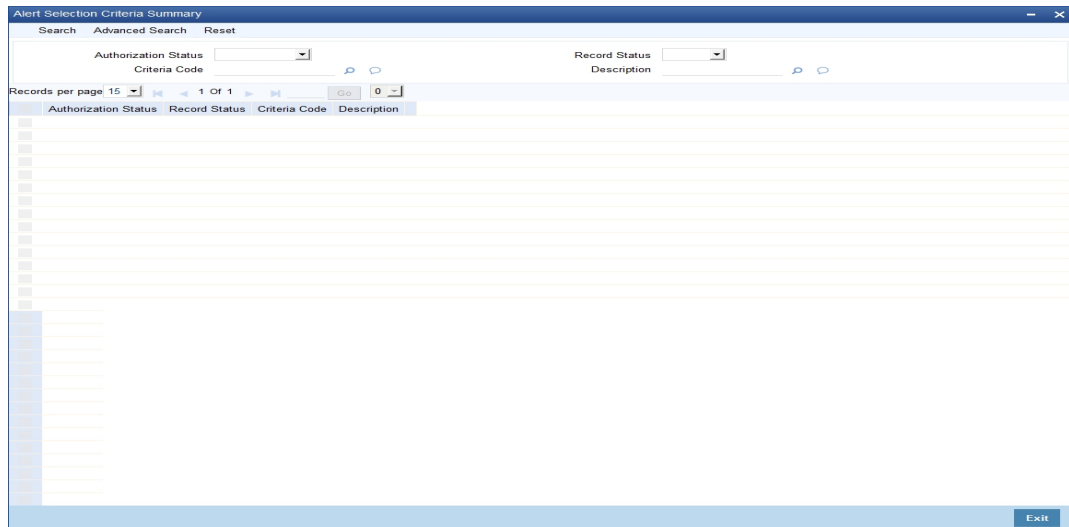 Alert Selection Criteria Summary
Search Advanced Search Reset
Authorization Status Record Status
Criteria Code Description
Records per page 15 1 Of 1 Go 0
Authorization Status Record Status Criteria Code Description
Exit